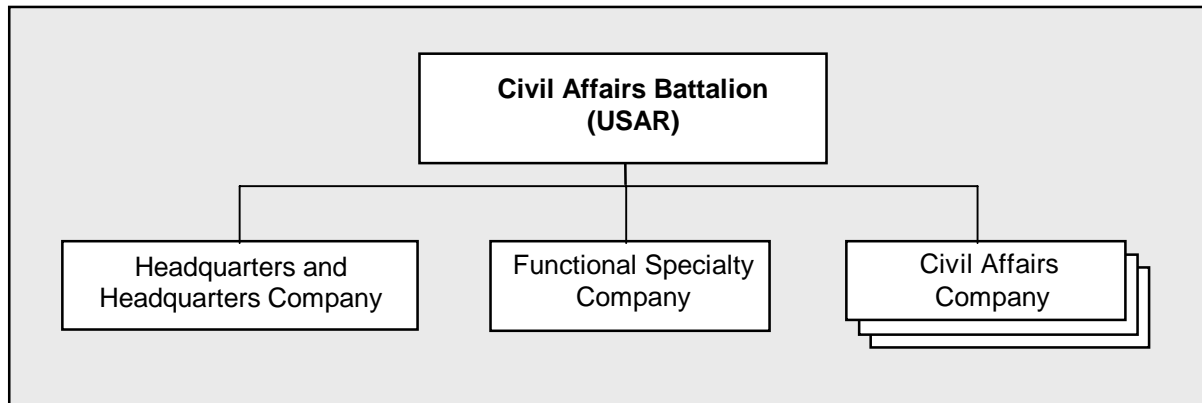 Civil Affairs Battalion
(USAR)
Headquarters and
Headquarters Company
Functional Specialty
Company
Civil Affairs
Company